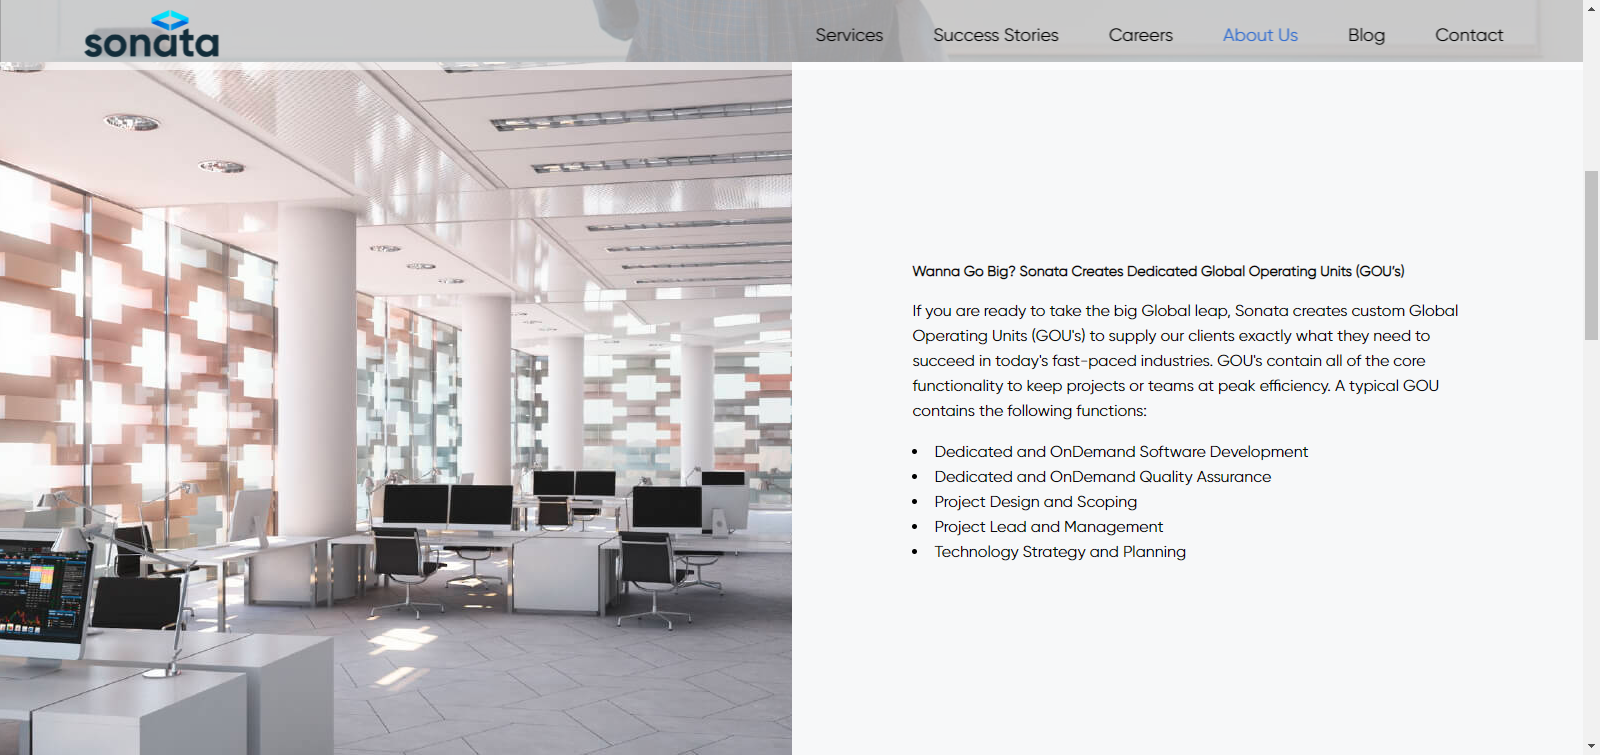 sonata
Services
Success Stories
Careers
About Us
Blog
Contact
Wanna Go Big? Sonata Creates Dedicated Global Operating Units (GOU’s)
If you are ready to take the big Global leap, Sonata creates custom Global
Operating Units (GOU's) to supply our clients exactly what they need to
succeed in today's fast-paced industries. GOU's contain all of the core
functionality to keep projects or teams at peak efficiency. A typical GOU
contains the following functions:
• Dedicated and OnDemand Software Development
• Dedicated and OnDemand Quality Assurance
• Project Design and Scoping
• Project Lead and Management
• Technology Strategy and Planning